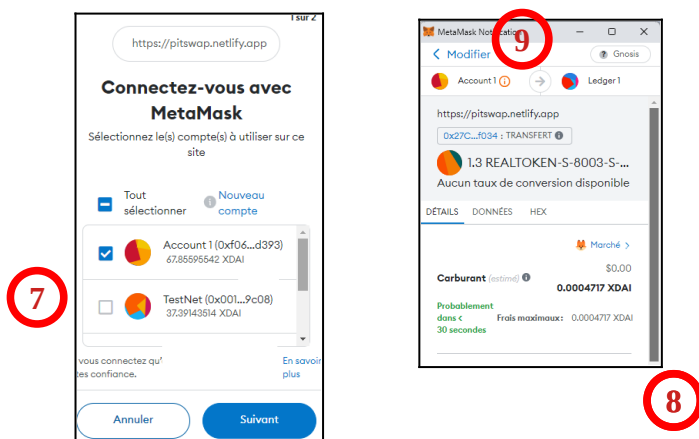 1 sur 2
https://pitswap.netlify.app
Connectez-vous avec
MetaMask
Sélectionnez le(s) compte(s) à utiliser sur ce
site
Tout
sélectionner
Nouveau
compte
Account 1 (0xf06...d393)
67.85595542 XDAI
TestNet (0x001...9c08)
37.39143514 XDAI
vous connectez qu'
tes confiance.
En savoir
plus
Annuler
Suivant
7
MetaMask Notification
9
Modifier
Gnosis
Account 1
Ledger 1
https://pitswap.netlify.app
0x27C...f034 : TRANSFERT
1.3 REALTOKEN-S-8003-S-...
Aucun taux de conversion disponible
DÉTAILS DONNÉES HEX
Marché >
$0.00
Carburant (estimé)
0.0004717 XDAI
Probablement
dans <
30 secondes
Frais maximaux : 0.0004717 XDAI
8